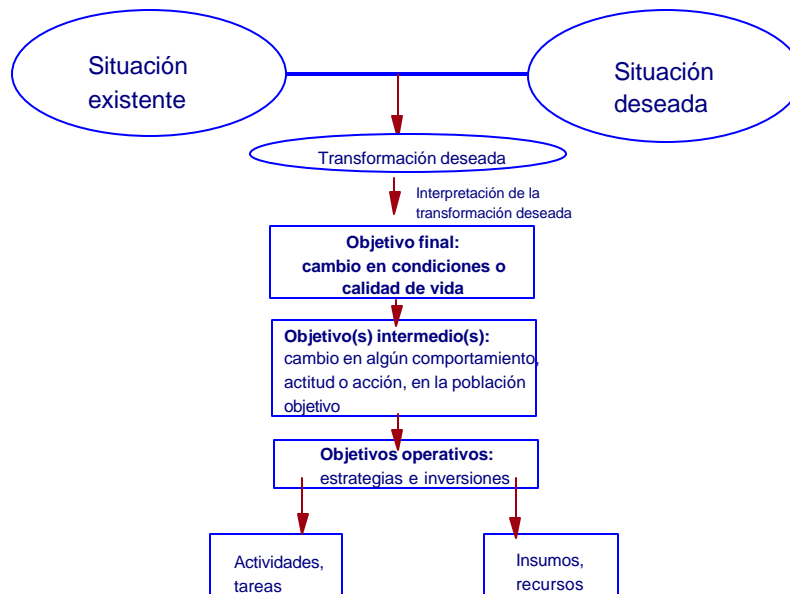 Situación
existente
Situación
deseada
Transformación deseada
Interpretación de la
transformación deseada
Objetivo final:
cambio en condiciones o
calidad de vida
Objetivo(s) intermedio(s):
cambio en algún comportamiento,
actitud o acción, en la población
objetivo
Objetivos operativos:
estrategias e inversiones
Actividades,
tareas
Insumos,
recursos